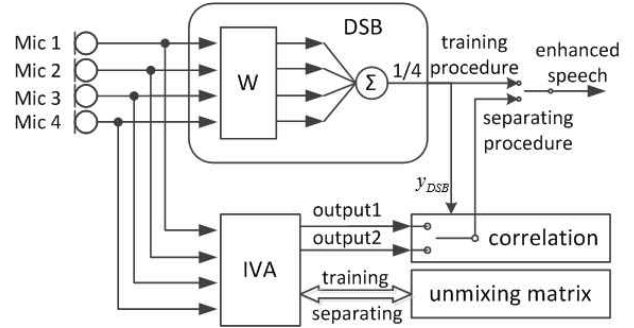 Mic 1
Mic 2
Mic 3
Mic 4
DSB
W
Σ
1/4
training
procedure
enhanced
speech
separating
procedure
y_DSB
IVA
output1
output2
correlation
training
separating
unmixing matrix